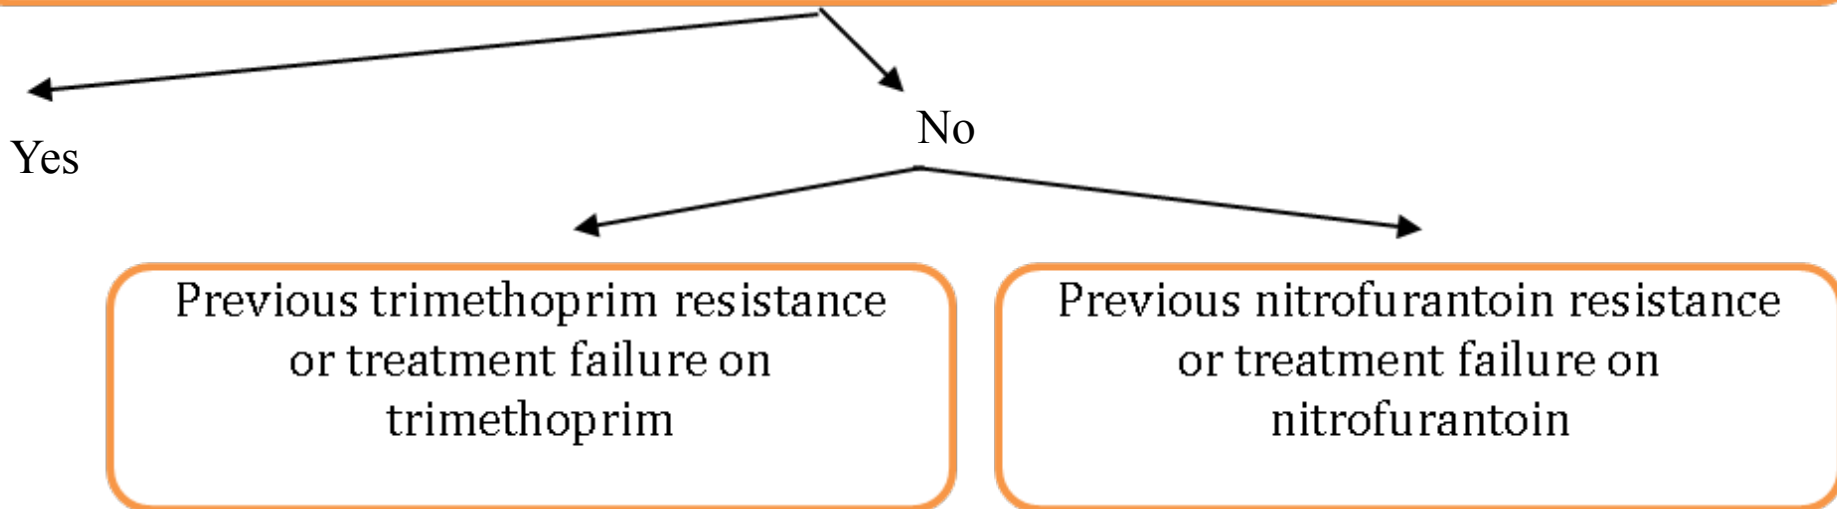 No
Yes
Previous trimethoprim resistance
or treatment failure on
trimethoprim
Previous nitrofurantoin resistance
or treatment failure on
nitrofurantoin